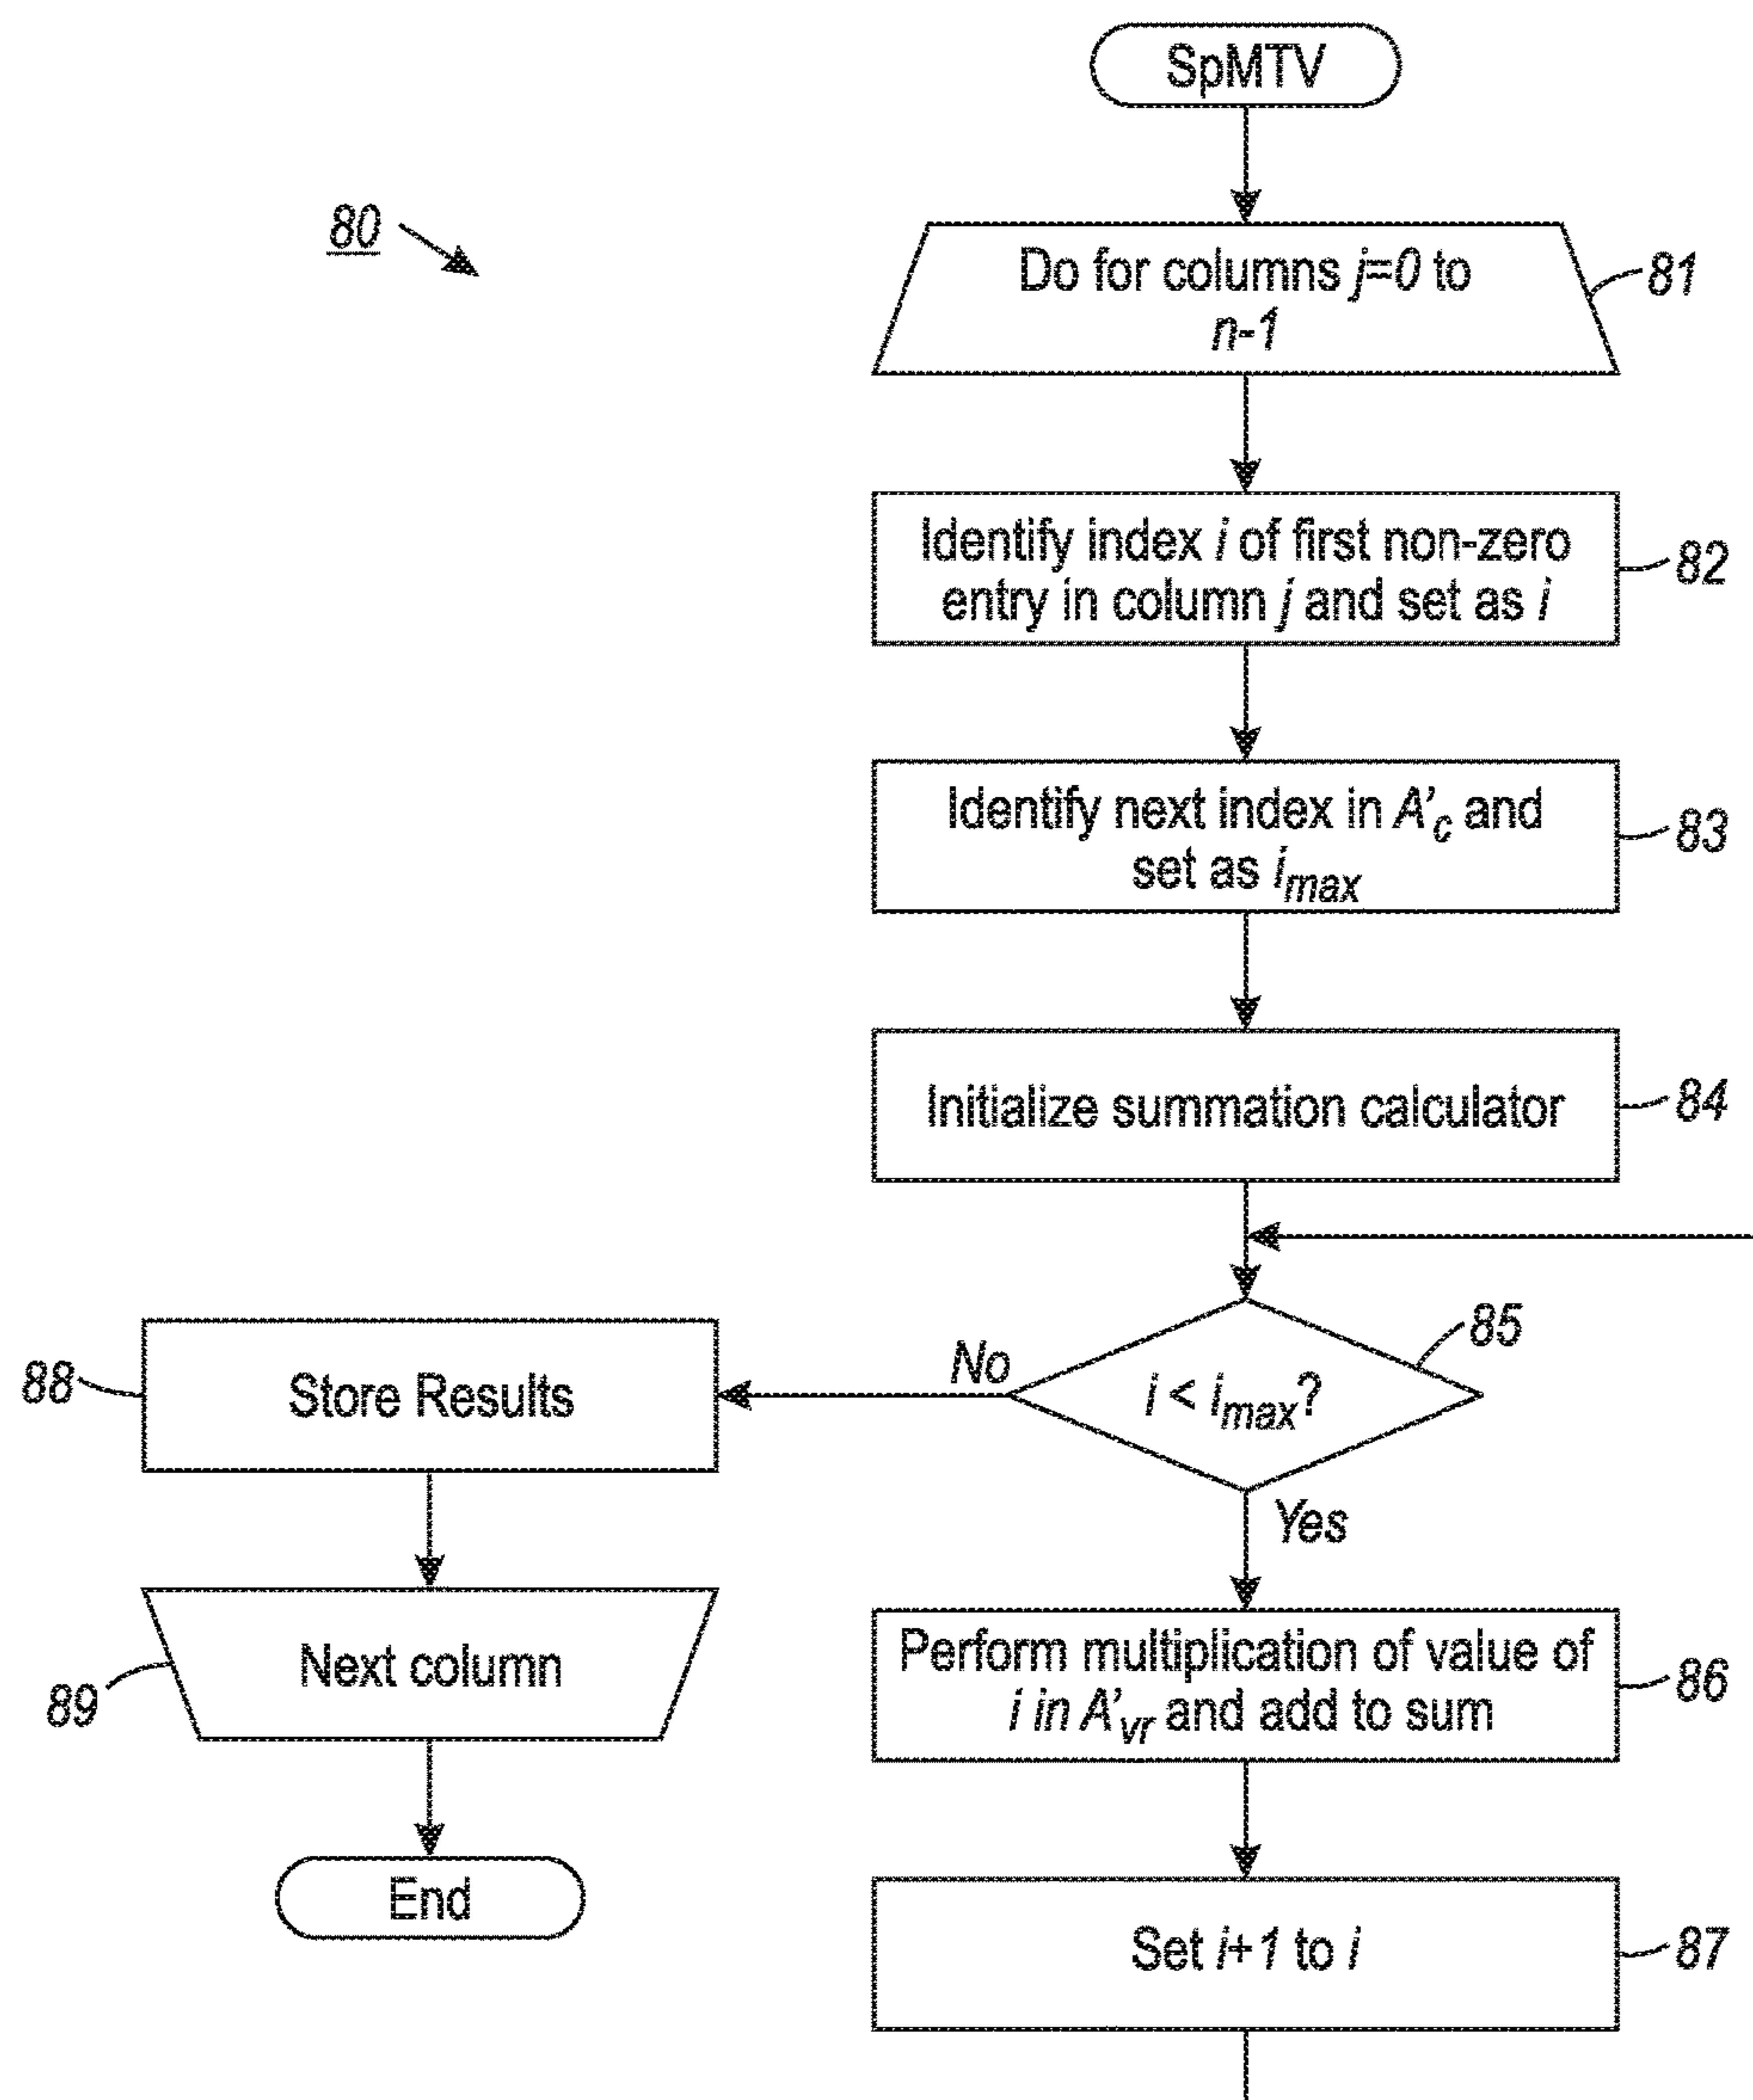 SpMTV
80
Do for columns j=0 to
n-1
81
Identify index i of first non-zero
entry in column j and set as i
82
Identify next index in A'c and
set as imax
83
Initialize summation calculator
84
i < imax?
85
No
Yes
Store Results
88
Perform multiplication of value of
i in A'vr and add to sum
86
Next column
89
Set i+1 to i
87
End